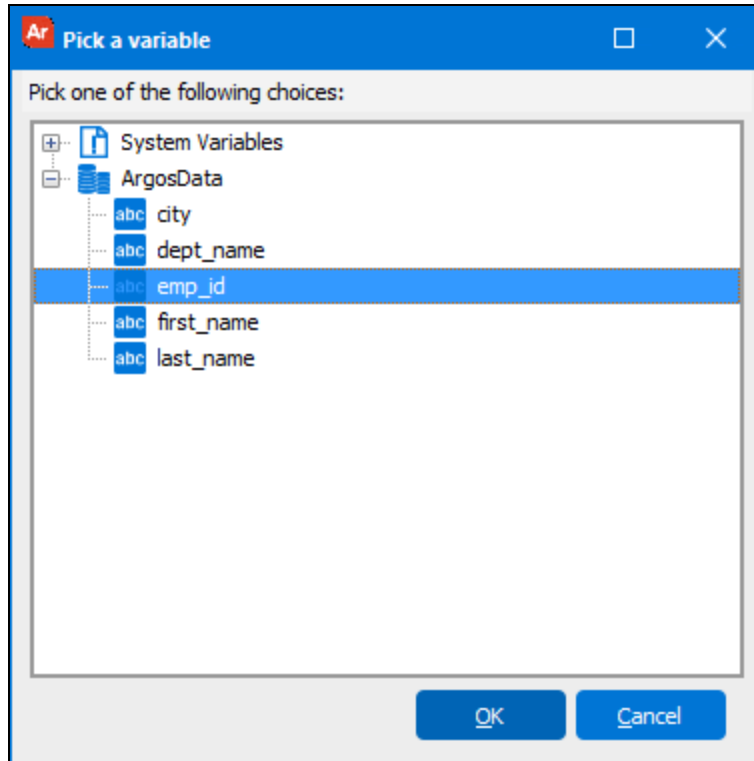 Ar Pick a variable
Pick one of the following choices:
System Variables
ArgosData
abc city
abc dept_name
abc emp_id
abc first_name
abc last_name
OK Cancel